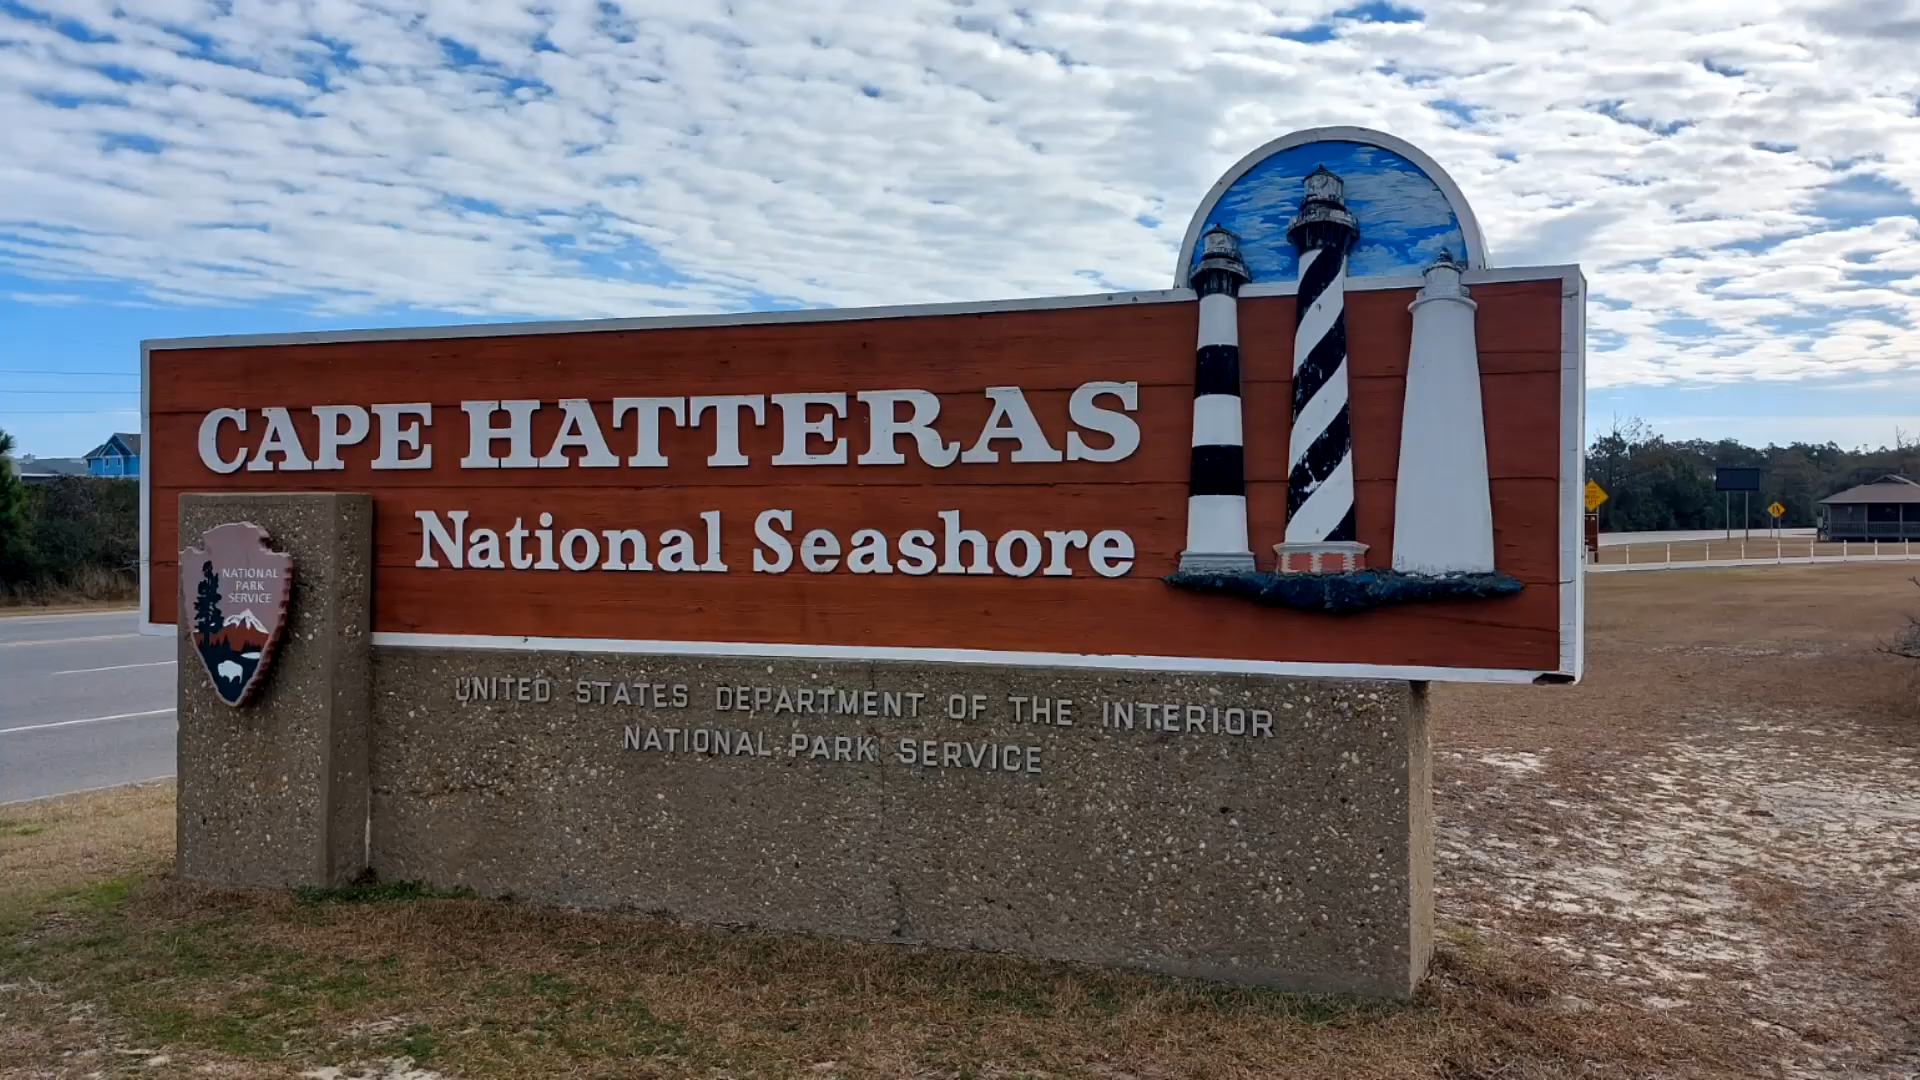 CAPE HATTERAS
National Seashore
NATIONAL
PARK
SERVICE
UNITED STATES DEPARTMENT OF THE INTERIOR
NATIONAL PARK SERVICE